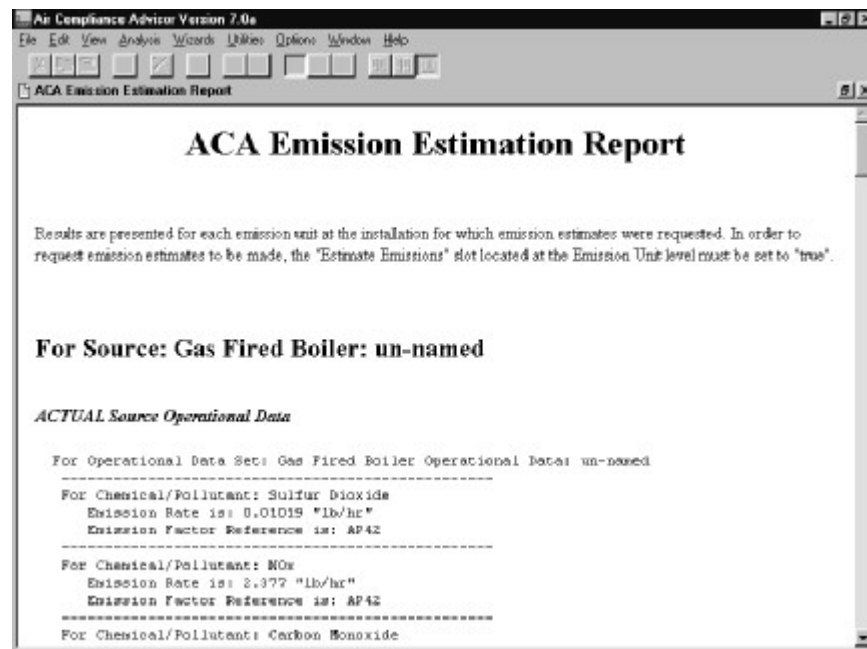 Air Compliance Advisor Version 7.0a
File Edit View Analysis Wizards Utilities Options Window Help
ACA Emission Estimation Report
ACA Emission Estimation Report
Results are presented for each emission unit at the installation for which emission estimates were requested. In order to
request emission estimates to be made, the "Estimate Emissions" slot located at the Emission Unit level must be set to "true".
For Source: Gas Fired Boiler: un-named
ACTUAL Source Operational Data
For Operational Data Set: Gas Fired Boiler Operational Data: un-named
For Chemical/Pollutant: Sulfur Dioxide
Emission Rate is: 0.01019 "lb/hr"
Emission Factor Reference is: AP42
For Chemical/Pollutant: NOx
Emission Rate is: 2.377 "lb/hr"
Emission Factor Reference is: AP42
For Chemical/Pollutant: Carbon Monoxide